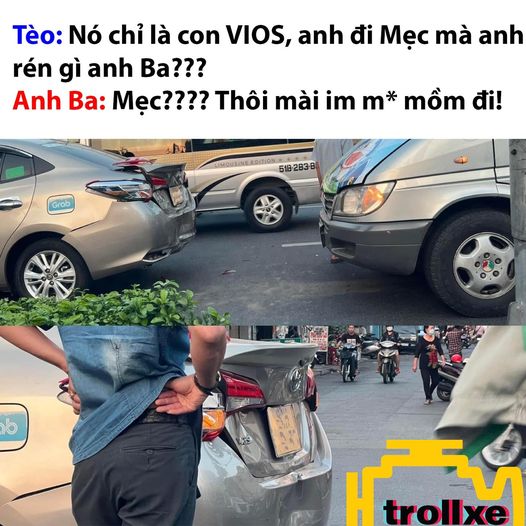 Tèo: Nó chỉ là con VIOS, anh đi Mẹc mà anh
rén gì anh Ba???
Anh Ba: Mẹc???? Thôi mài im m* mồm đi!
LIMOUSINE EDITION
51B 283
Grab
ab
trollxe